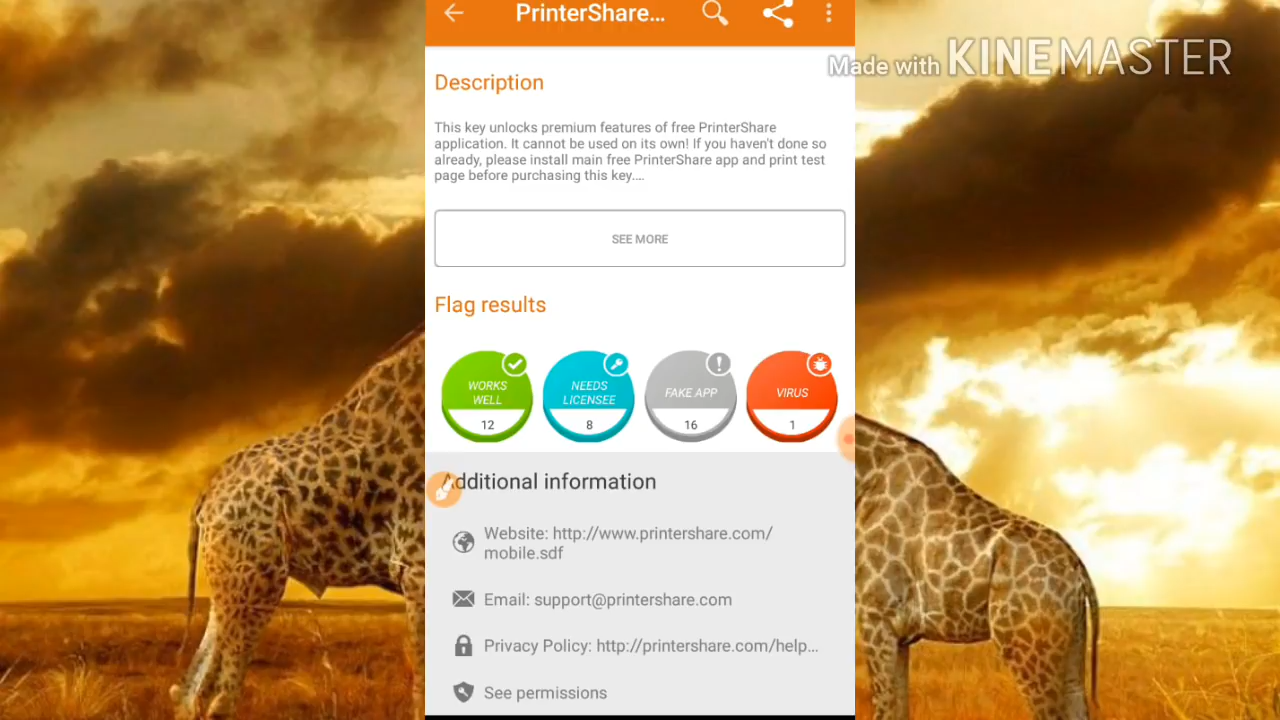 PrinterShare...
Made with KINEMASTER
Description
This key unlocks premium features of free PrinterShare
application. It cannot be used on its own! If you haven't done so
already, please install main free PrinterShare app and print test
page before purchasing this key....
SEE MORE
Flag results
WORKS
WELL
12
NEEDS
LICENSEE
8
FAKE APP
16
VIRUS
1
Additional information
Website: http://www.printershare.com/
mobile.sdf
Email: support@printershare.com
Privacy Policy: http://printershare.com/help...
See permissions